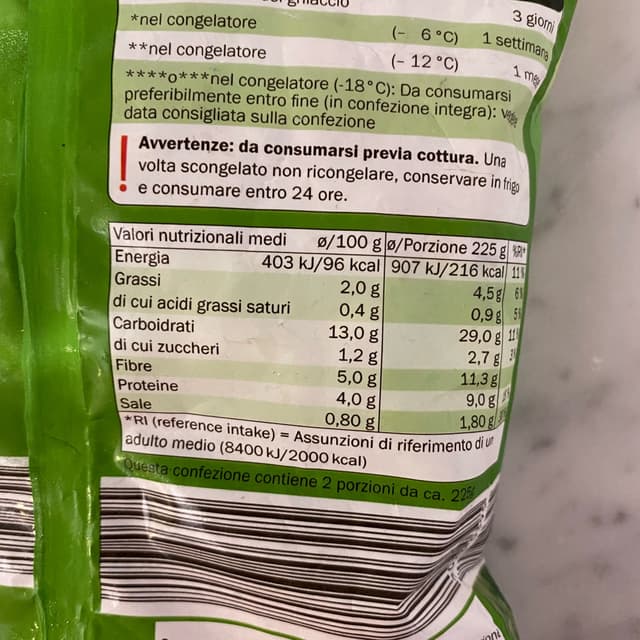 3 giorni
*nel congelatore (- 6°C) 1 settimana
**nel congelatore (- 12°C) 1
****o***nel congelatore (-18°C): Da consumarsi
preferibilmente entro fine (in confezione integra):
data consigliata sulla confezione
! Avvertenze: da consumarsi previa cottura. Una
volta scongelato non ricongelare, conservare in frigo
e consumare entro 24 ore.
Valori nutrizionali medi ø/100 g ø/Porzione 225 g %RI*
Energia 403 kJ/96 kcal 907 kJ/216 kcal 11%
Grassi 2,0 g 4,5 g 6%
di cui acidi grassi saturi 0,4 g 0,9 g 5%
Carboidrati 13,0 g 29,0 g 11%
di cui zuccheri 1,2 g 2,7 g 3%
Fibre 5,0 g 11,3 g
Proteine 4,0 g 9,0 g
Sale 0,80 g 1,80 g
*RI (reference intake) = Assunzioni di riferimento di un
adulto medio (8400 kJ/2000 kcal)
Questa confezione contiene 2 porzioni da ca. 225g